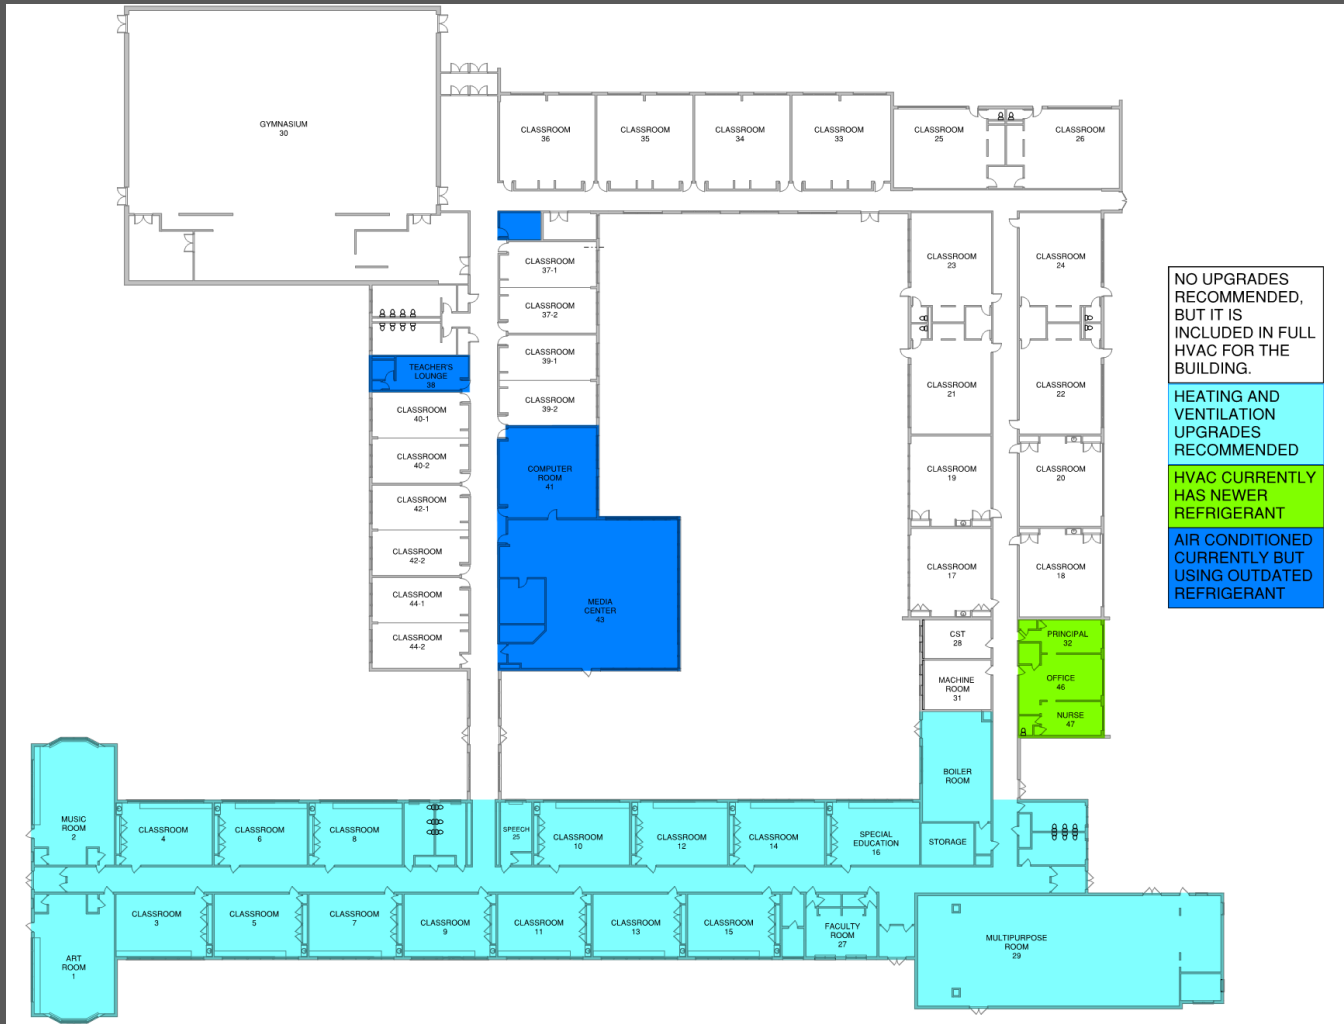 GYMNASIUM
30
CLASSROOM
36
CLASSROOM
35
CLASSROOM
34
CLASSROOM
33
CLASSROOM
25
CLASSROOM
26
CLASSROOM
37-1
CLASSROOM
37-2
CLASSROOM
39-1
CLASSROOM
39-2
TEACHER'S
LOUNGE
38
CLASSROOM
40-1
CLASSROOM
40-2
CLASSROOM
42-1
CLASSROOM
42-2
CLASSROOM
44-1
CLASSROOM
44-2
COMPUTER
ROOM
41
MEDIA
CENTER
43
CLASSROOM
23
CLASSROOM
24
CLASSROOM
21
CLASSROOM
22
CLASSROOM
19
CLASSROOM
20
CLASSROOM
17
CLASSROOM
18
CST
28
MACHINE
ROOM
31
PRINCIPAL
32
OFFICE
46
NURSE
47
BOILER
ROOM
STORAGE
MUSIC
ROOM
2
CLASSROOM
4
CLASSROOM
6
CLASSROOM
8
SPEECH
25
CLASSROOM
10
CLASSROOM
12
CLASSROOM
14
SPECIAL
EDUCATION
16
ART
ROOM
1
CLASSROOM
3
CLASSROOM
5
CLASSROOM
7
CLASSROOM
9
CLASSROOM
11
CLASSROOM
13
CLASSROOM
15
FACULTY
ROOM
27
MULTIPURPOSE
ROOM
29
NO UPGRADES
RECOMMENDED,
BUT IT IS
INCLUDED IN FULL
HVAC FOR THE
BUILDING.
HEATING AND
VENTILATION
UPGRADES
RECOMMENDED
HVAC CURRENTLY
HAS NEWER
REFRIGERANT
AIR CONDITIONED
CURRENTLY BUT
USING OUTDATED
REFRIGERANT